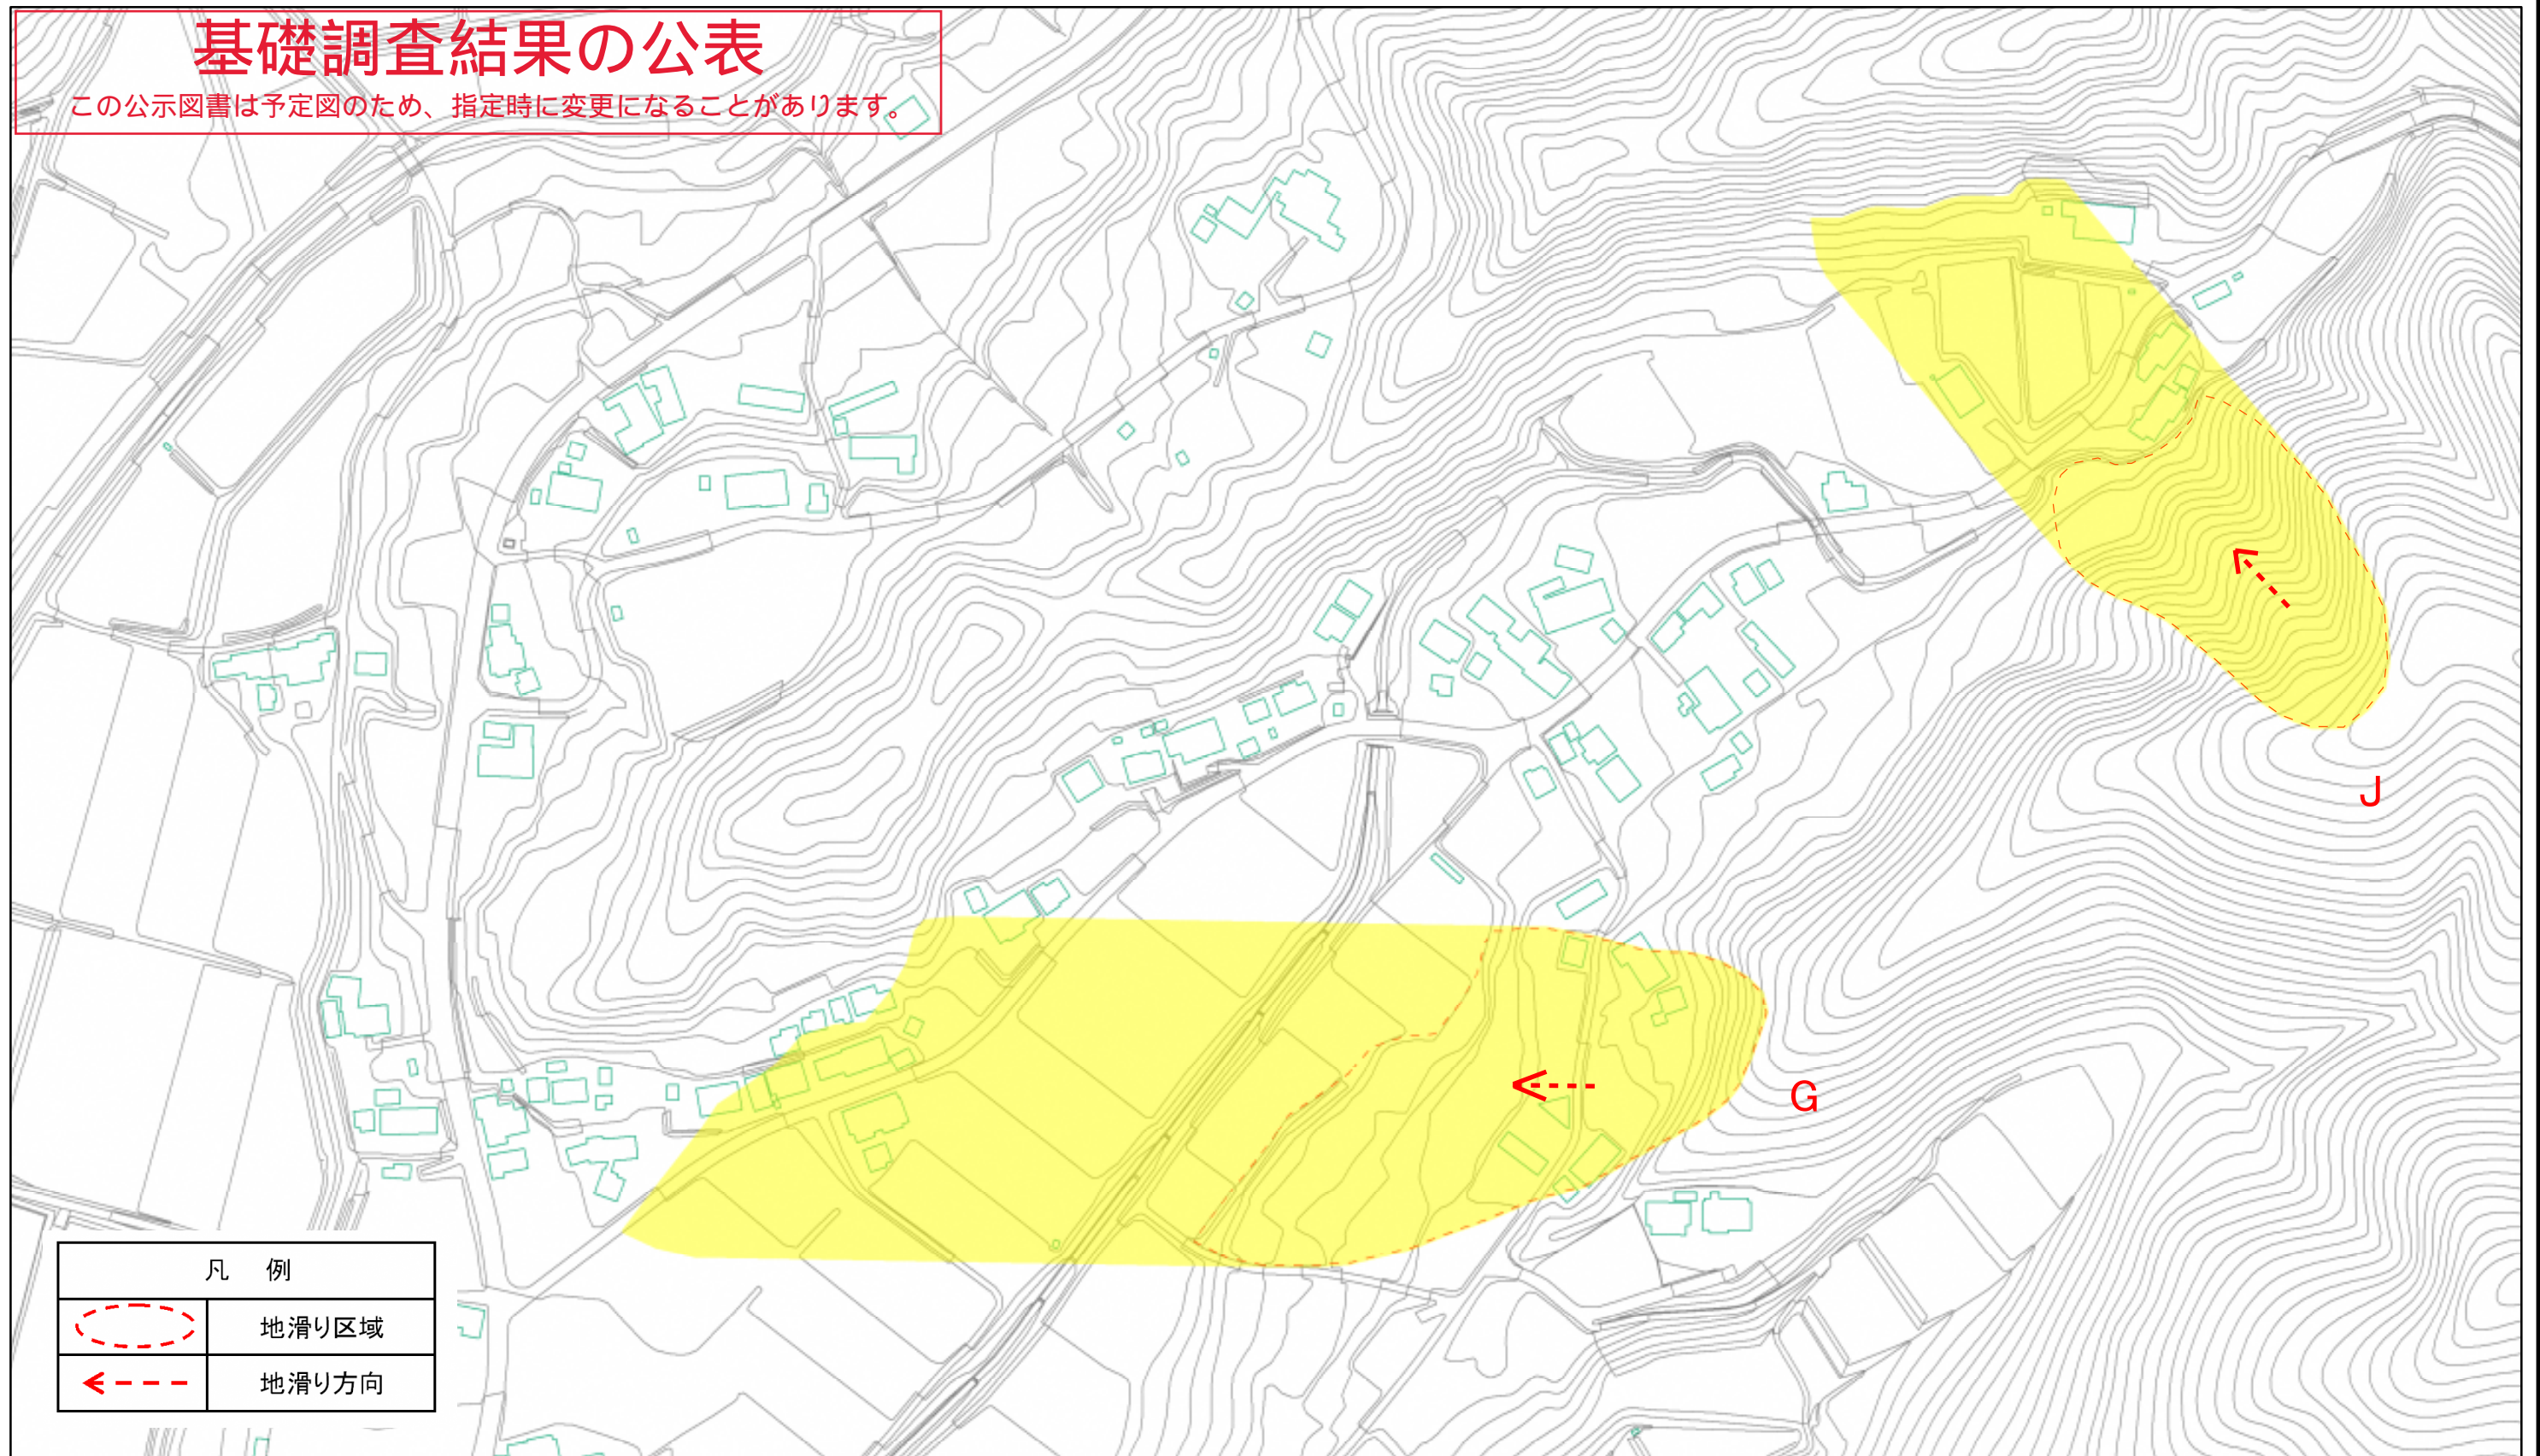 基礎調査結果の公表
この公示図書は予定図のため、指定時に変更になることがあります。
J
G
凡 例
地滑り区域
地滑り方向